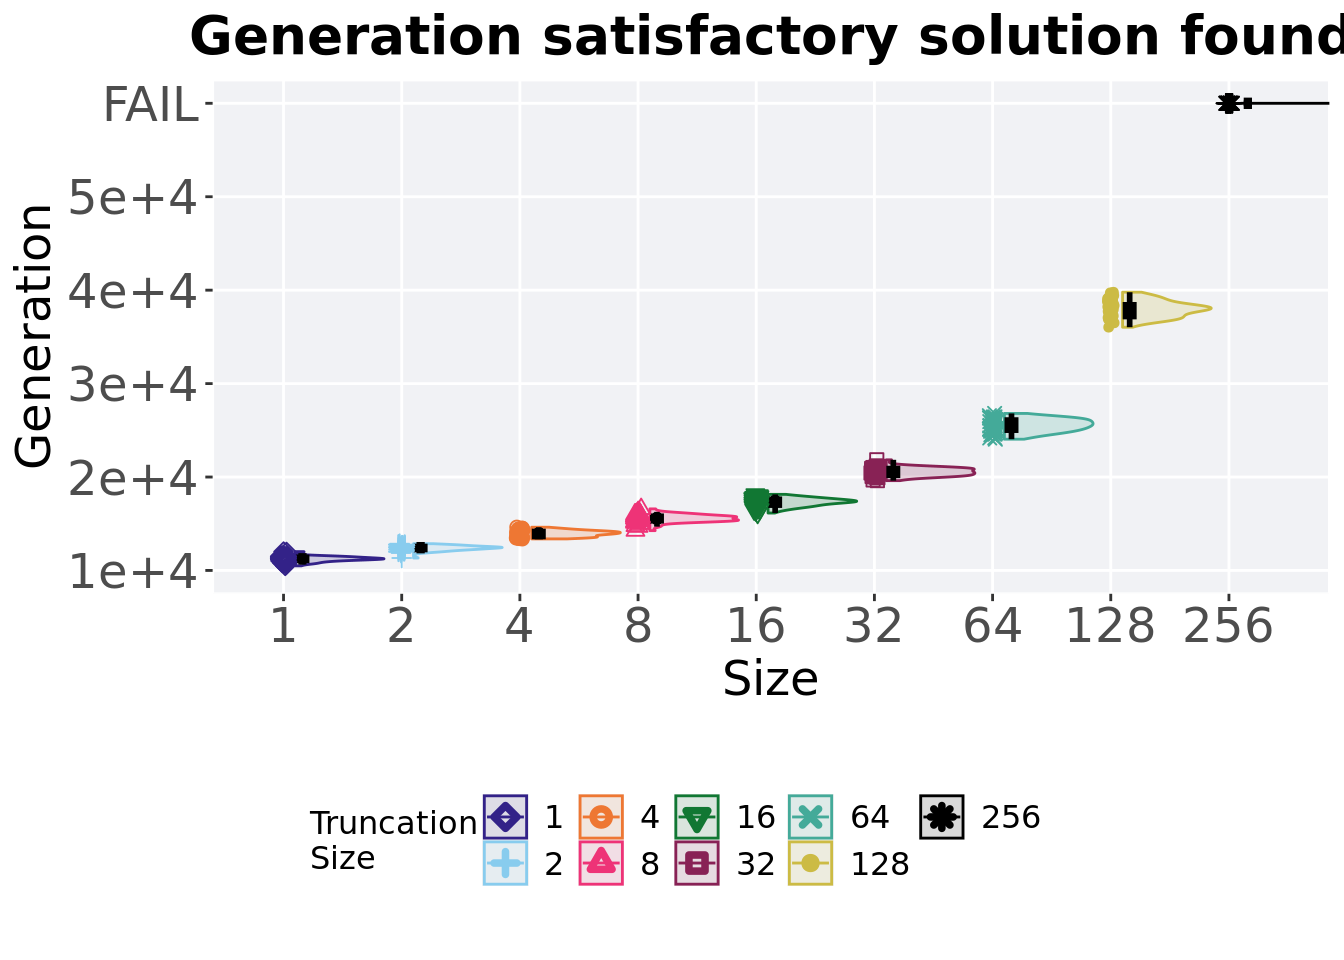 Generation satisfactory solution found
FAIL
5e+4
4e+4
3e+4
2e+4
1e+4
Generation
1 2 4 8 16 32 64 128 256
Size
Truncation Size
1 4 16 64 256
2 8 32 128